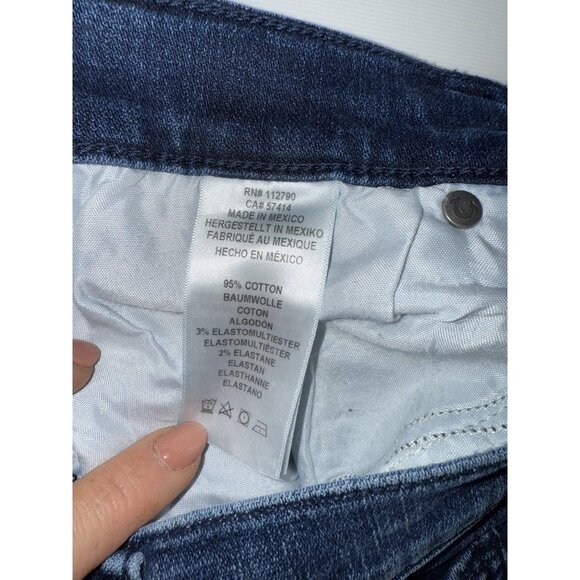 RN# 112790
CA# 57414
MADE IN MEXICO
HERGESTELLT IN MEXIKO
FABRIQUÉ AU MEXIQUE
HECHO EN MÉXICO
95% COTTON
BAUMWOLLE
COTON
ALGODÓN
3% ELASTOMULTIESTER
ELASTOMULTIÉSTER
2% ELASTANE
ELASTAN
ELASTHANNE
ELASTANO